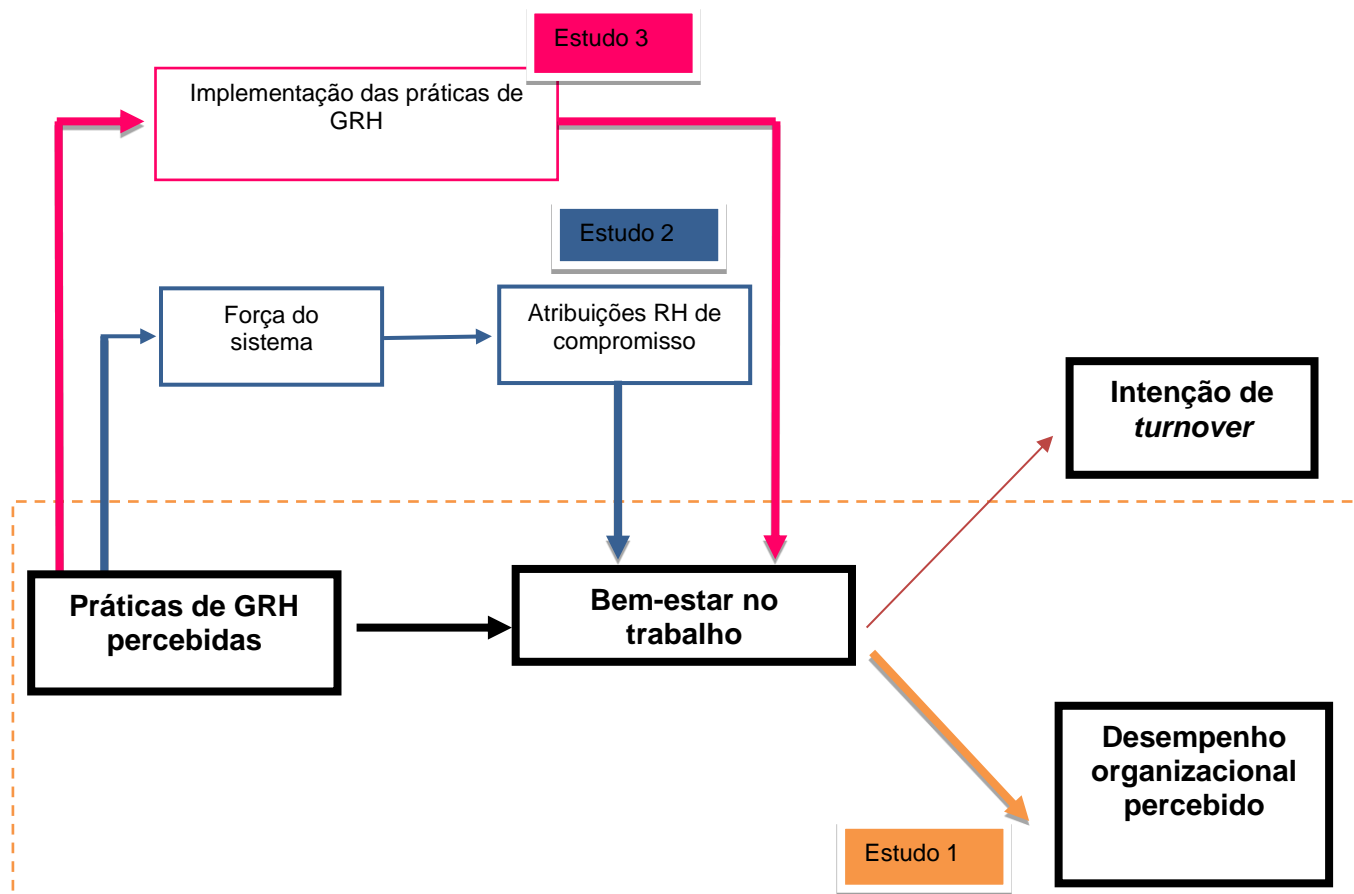 Estudo 3
Implementação das práticas de
GRH
Estudo 2
Força do
sistema
Atribuições RH de
compromisso
Intenção de
turnover
Práticas de GRH
percebidas
Bem-estar no
trabalho
Desempenho
organizacional
percebido
Estudo 1